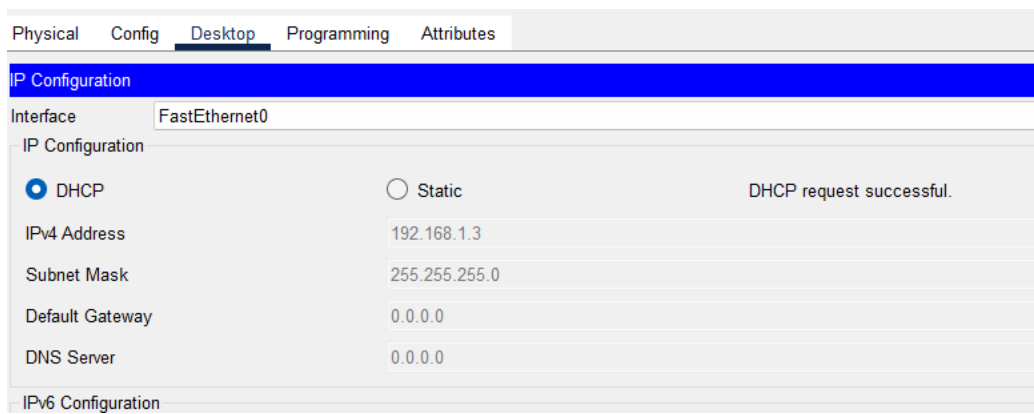 Physical Config Desktop Programming Attributes
IP Configuration
Interface FastEthernet0
IP Configuration
DHCP Static DHCP request successful.
IPv4 Address 192.168.1.3
Subnet Mask 255.255.255.0
Default Gateway 0.0.0.0
DNS Server 0.0.0.0
IPv6 Configuration